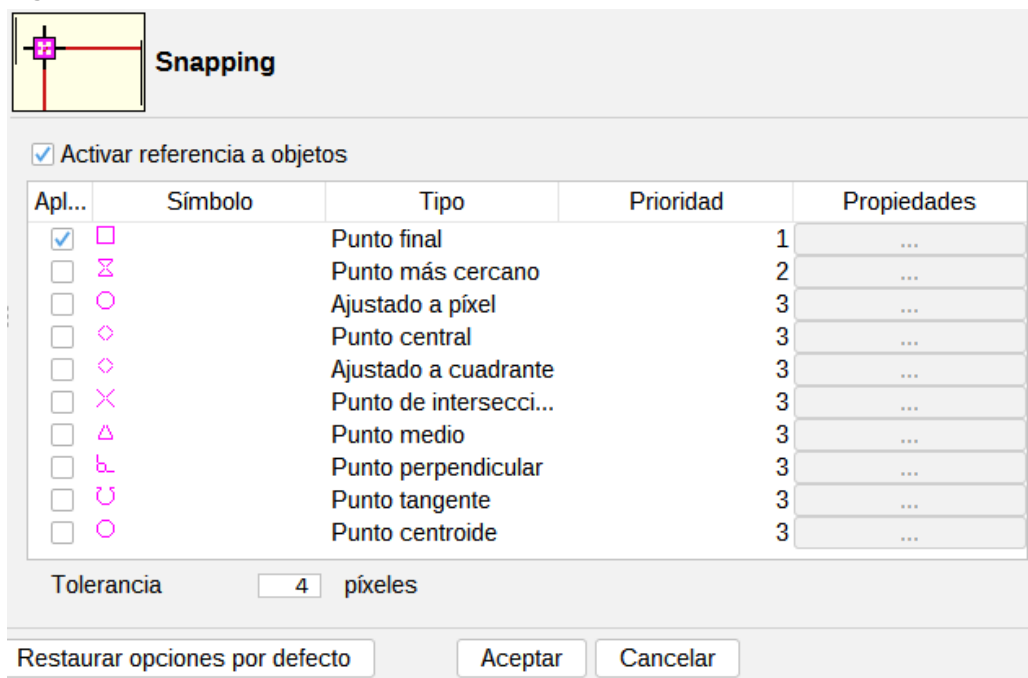 Snapping
Activar referencia a objetos
Apl... Símbolo Tipo Prioridad Propiedades
Punto final 1 ...
Punto más cercano 2 ...
Ajustado a píxel 3 ...
Punto central 3 ...
Ajustado a cuadrante 3 ...
Punto de intersecci... 3 ...
Punto medio 3 ...
Punto perpendicular 3 ...
Punto tangente 3 ...
Punto centroide 3 ...
Tolerancia 4 píxeles
Restaurar opciones por defecto Aceptar Cancelar